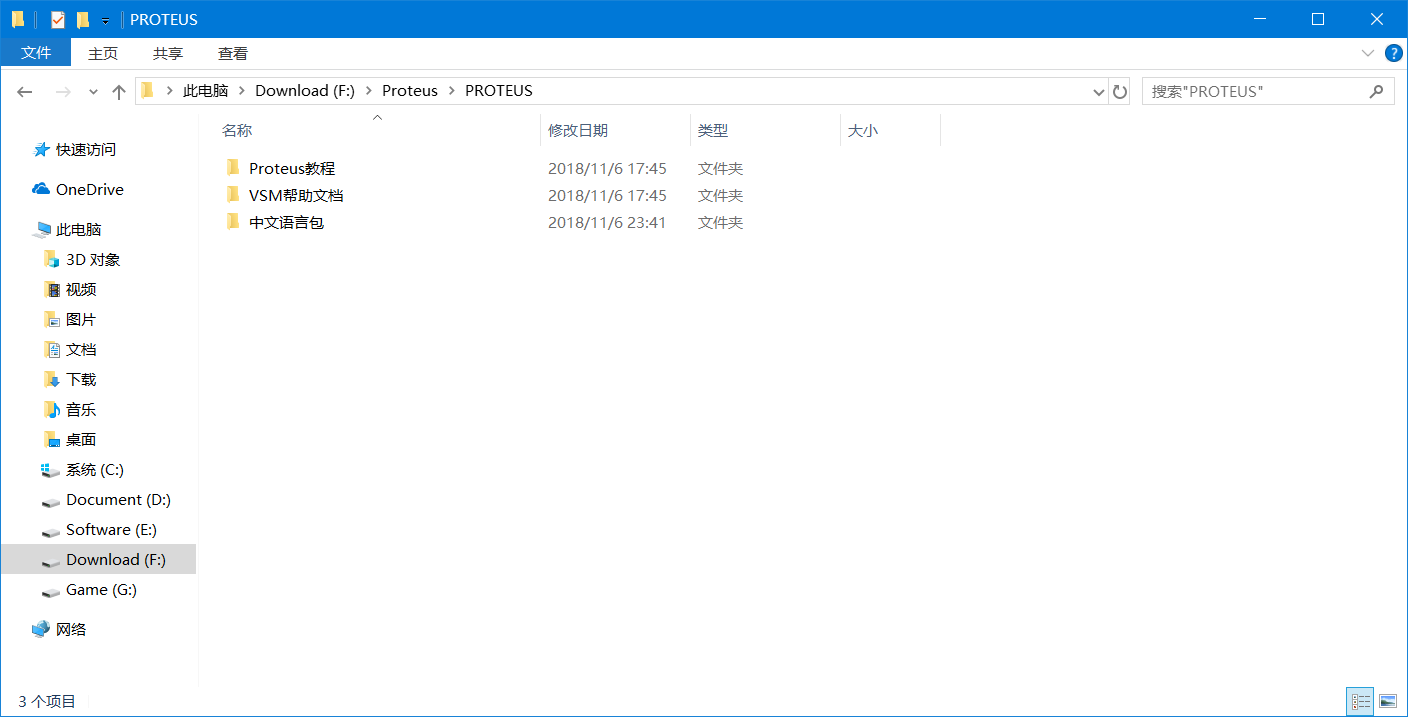 PROTEUS
文件 主页 共享 查看
此电脑 Download (F:) Proteus PROTEUS 搜索"PROTEUS"
名称 修改日期 类型 大小
Proteus教程 2018/11/6 17:45 文件夹
VSM帮助文档 2018/11/6 17:45 文件夹
中文语言包 2018/11/6 23:41 文件夹
快速访问
OneDrive
此电脑
3D 对象
视频
图片
文档
下载
音乐
桌面
系统 (C:)
Document (D:)
Software (E:)
Download (F:)
Game (G:)
网络
3 个项目